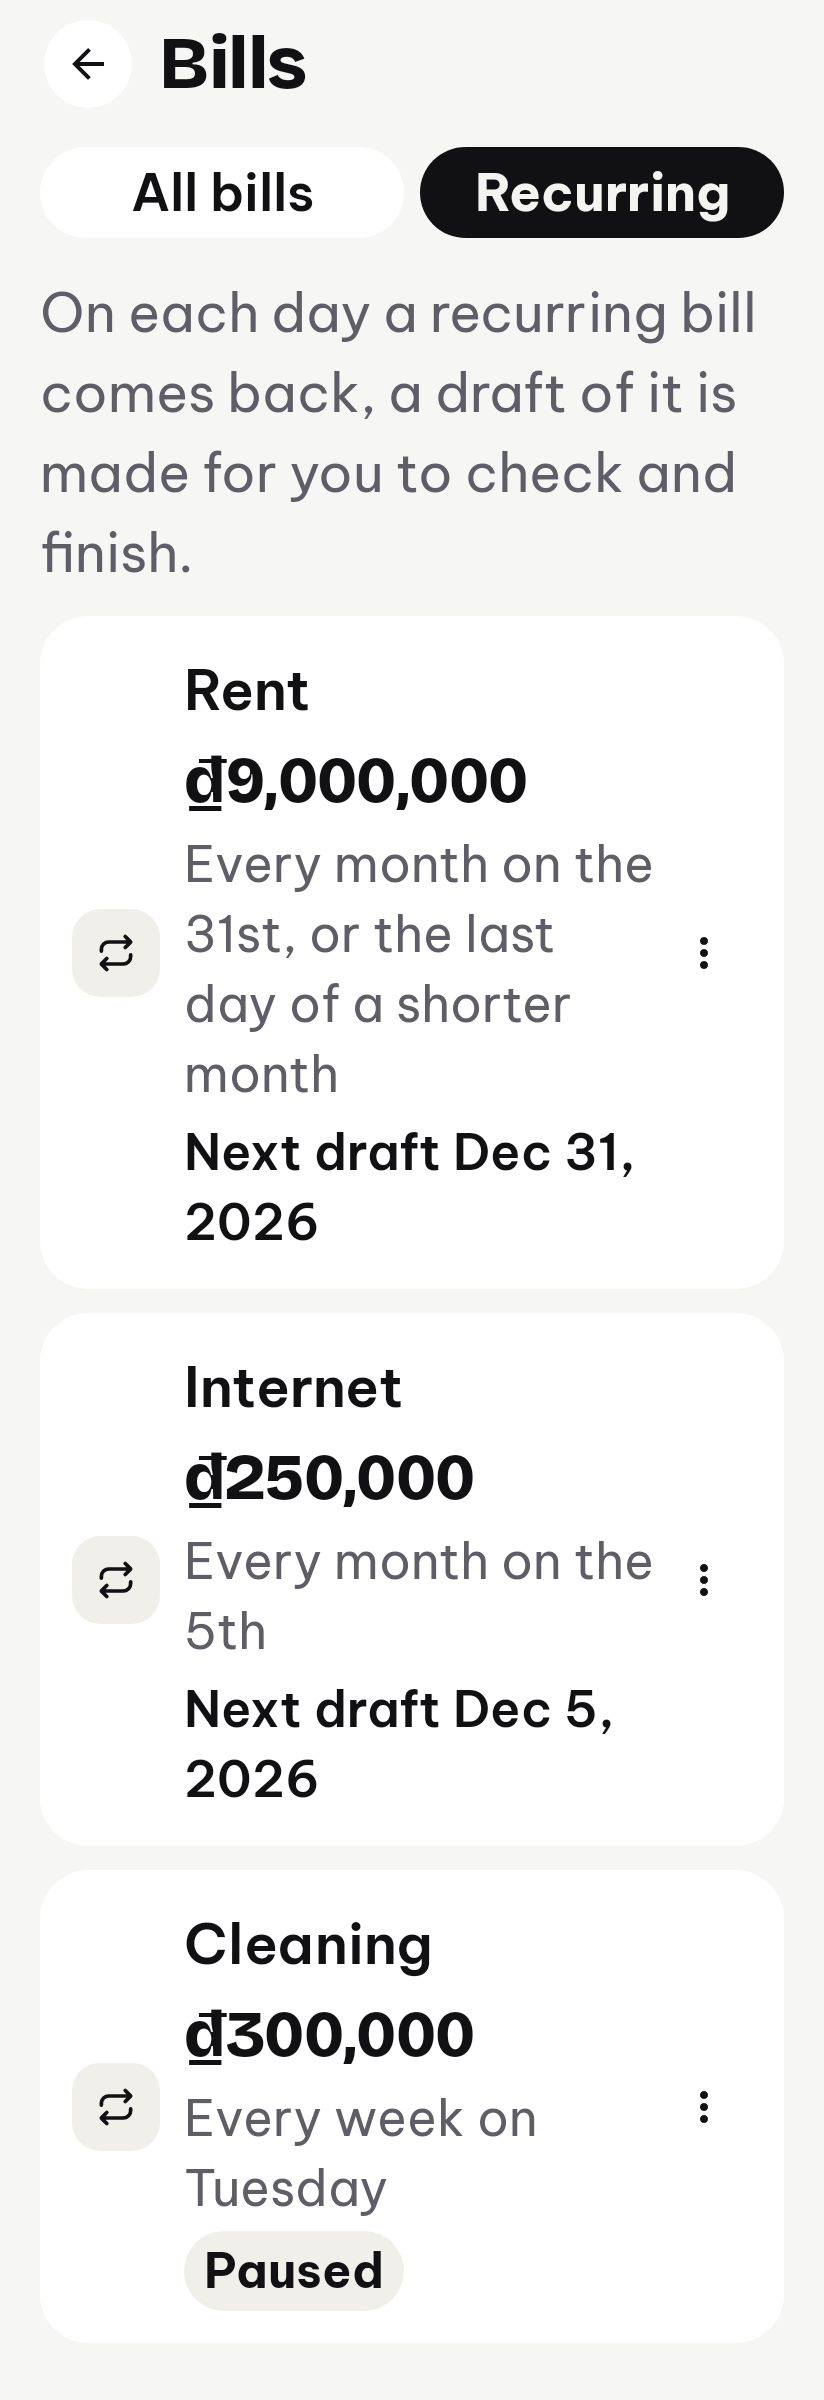 Bills
All bills
Recurring
On each day a recurring bill
comes back, a draft of it is
made for you to check and
finish.
Rent
₫9,000,000
Every month on the
31st, or the last
day of a shorter
month
Next draft Dec 31,
2026
Internet
₫250,000
Every month on the
5th
Next draft Dec 5,
2026
Cleaning
₫300,000
Every week on
Tuesday
Paused